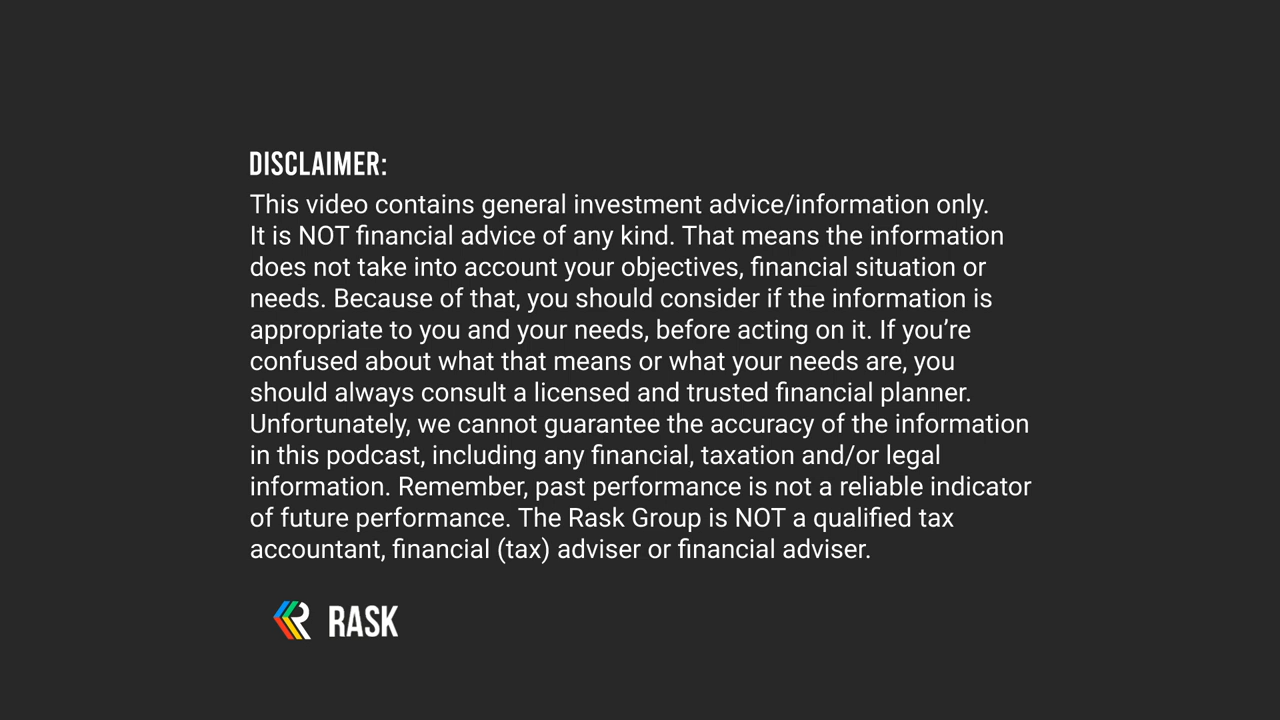 DISCLAIMER:
This video contains general investment advice/information only.
It is NOT financial advice of any kind. That means the information
does not take into account your objectives, financial situation or
needs. Because of that, you should consider if the information is
appropriate to you and your needs, before acting on it. If you’re
confused about what that means or what your needs are, you
should always consult a licensed and trusted financial planner.
Unfortunately, we cannot guarantee the accuracy of the information
in this podcast, including any financial, taxation and/or legal
information. Remember, past performance is not a reliable indicator
of future performance. The Rask Group is NOT a qualified tax
accountant, financial (tax) adviser or financial adviser.
RASK